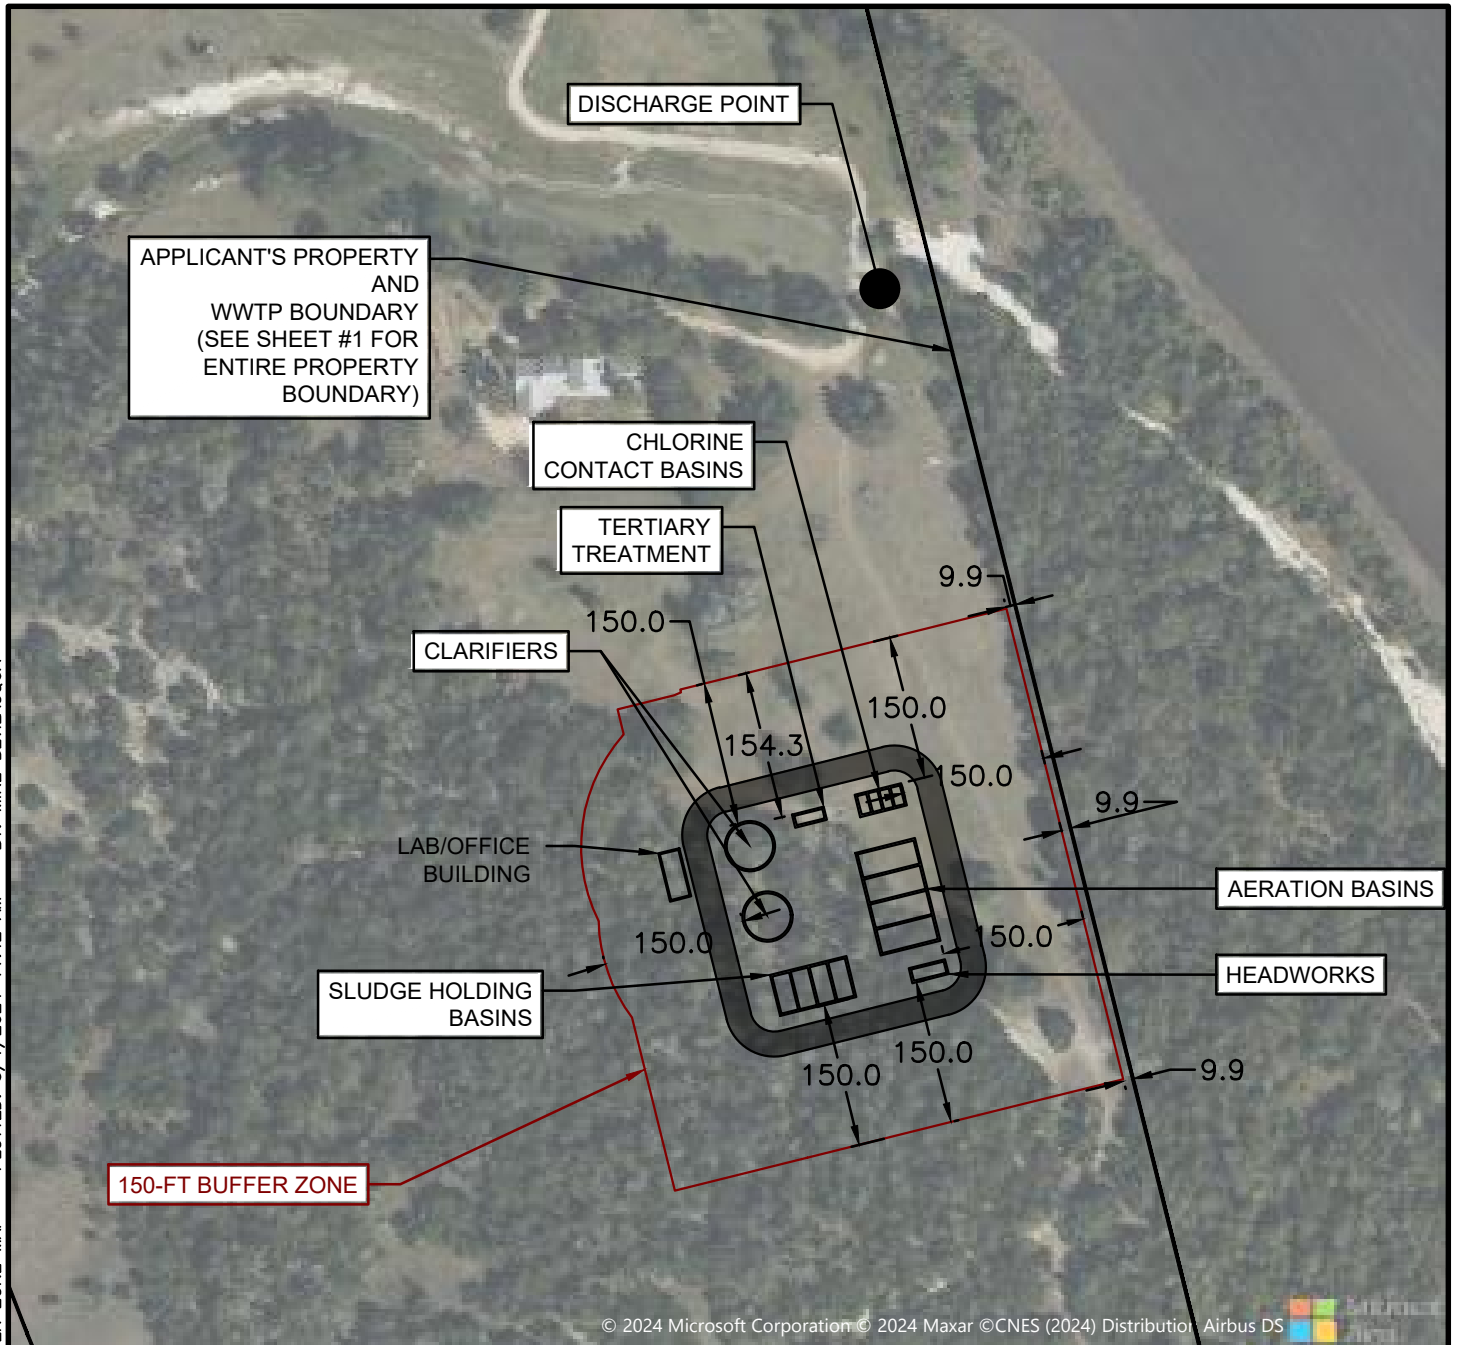 DISCHARGE POINT
APPLICANT'S PROPERTY
AND
WWTP BOUNDARY
(SEE SHEET #1 FOR
ENTIRE PROPERTY
BOUNDARY)
CHLORINE
CONTACT BASINS
TERTIARY
TREATMENT
9.9
150.0
CLARIFIERS
150.0
154.3
150.0
9.9
LAB/OFFICE
BUILDING
AERATION BASINS
150.0
150.0
HEADWORKS
SLUDGE HOLDING
BASINS
150.0
150.0
9.9
150-FT BUFFER ZONE
© 2024 Microsoft Corporation © 2024 Maxar ©CNES (2024) Distribution Airbus DS